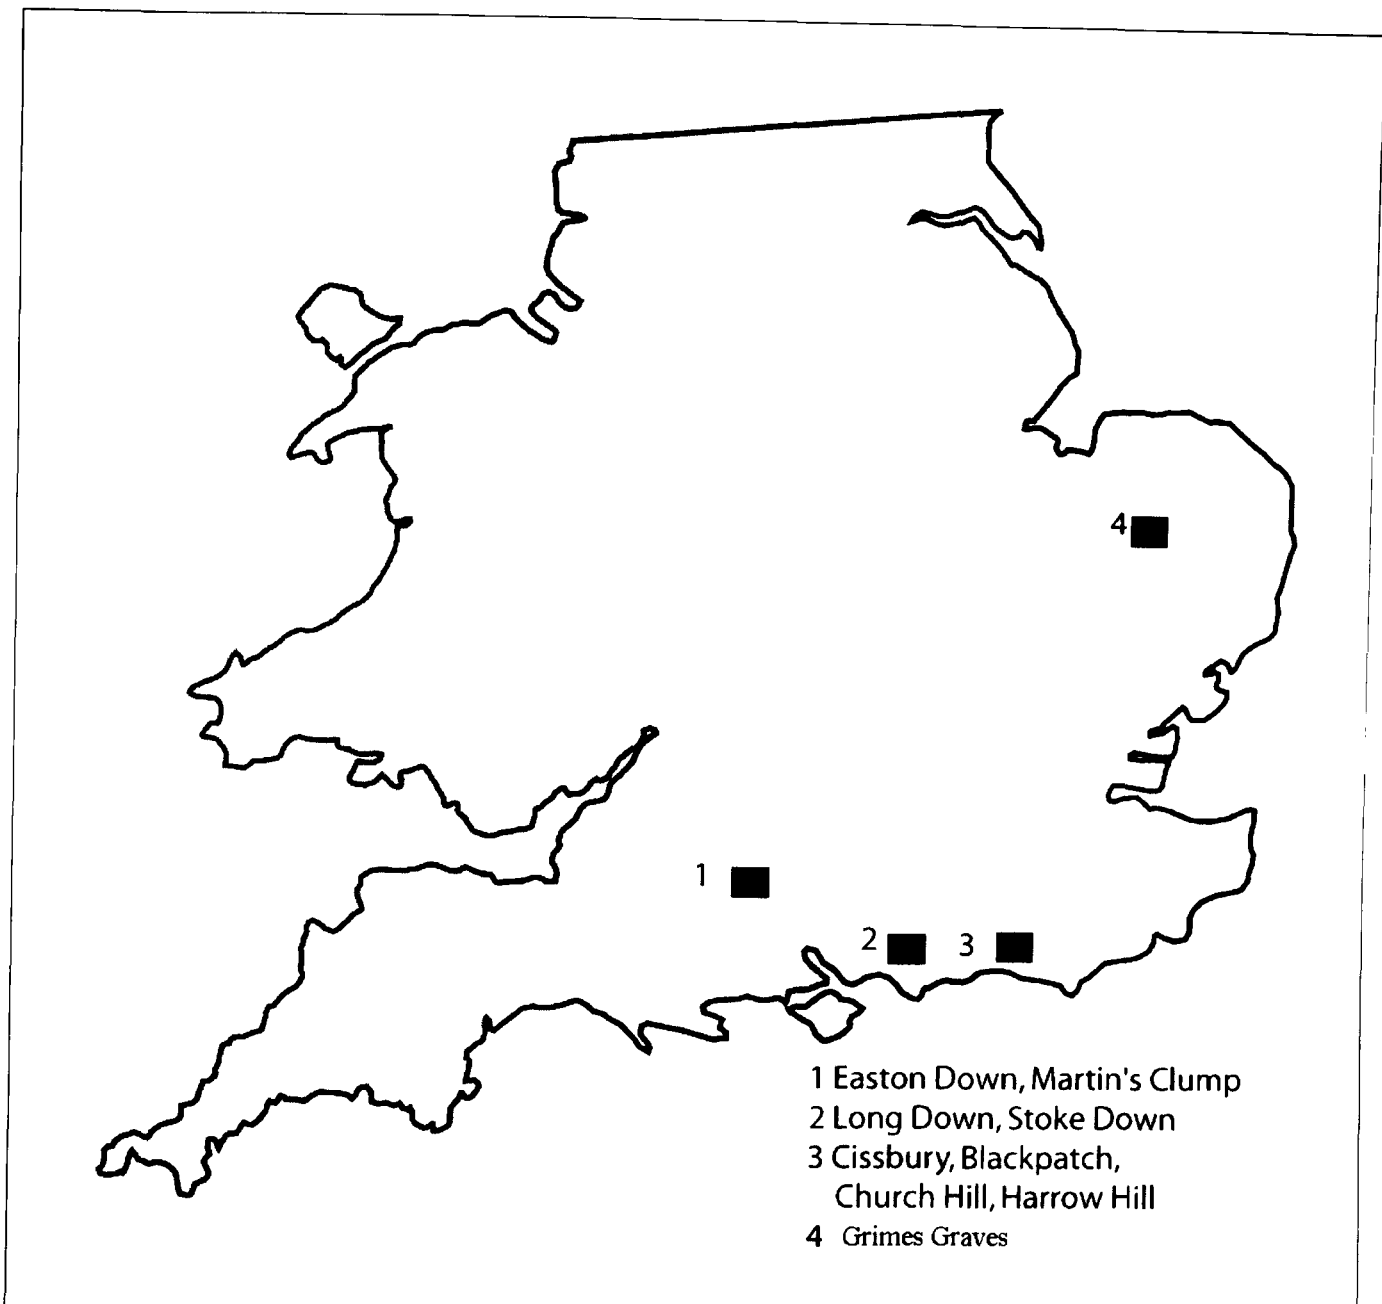 4
1
2
3
1 Easton Down, Martin's Clump
2 Long Down, Stoke Down
3 Cissbury, Blackpatch,
Church Hill, Harrow Hill
4 Grimes Graves